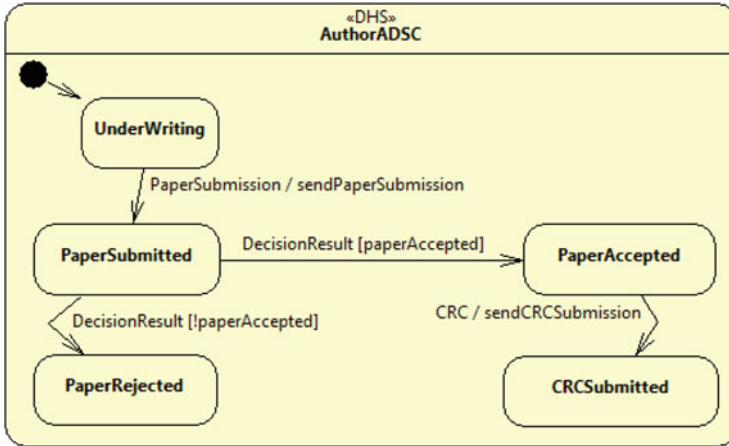 «DHS»
AuthorADSC
UnderWriting
PaperSubmission / sendPaperSubmission
PaperSubmitted
DecisionResult [paperAccepted]
PaperAccepted
DecisionResult [!paperAccepted]
CRC / sendCRCSubmission
PaperRejected
CRCSubmitted